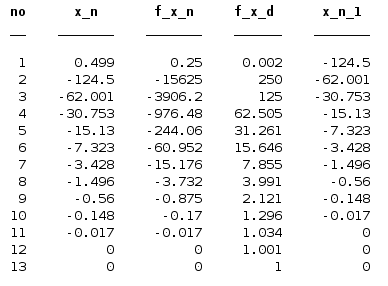 no x_n f_x_n f_x_d x_n_1
1 0.499 0.25 0.002 -124.5
2 -124.5 -15625 250 -62.001
3 -62.001 -3906.2 125 -30.753
4 -30.753 -976.48 62.505 -15.13
5 -15.13 -244.06 31.261 -7.323
6 -7.323 -60.952 15.646 -3.428
7 -3.428 -15.176 7.855 -1.496
8 -1.496 -3.732 3.991 -0.56
9 -0.56 -0.875 2.121 -0.148
10 -0.148 -0.17 1.296 -0.017
11 -0.017 -0.017 1.034 0
12 0 0 1.001 0
13 0 0 1 0